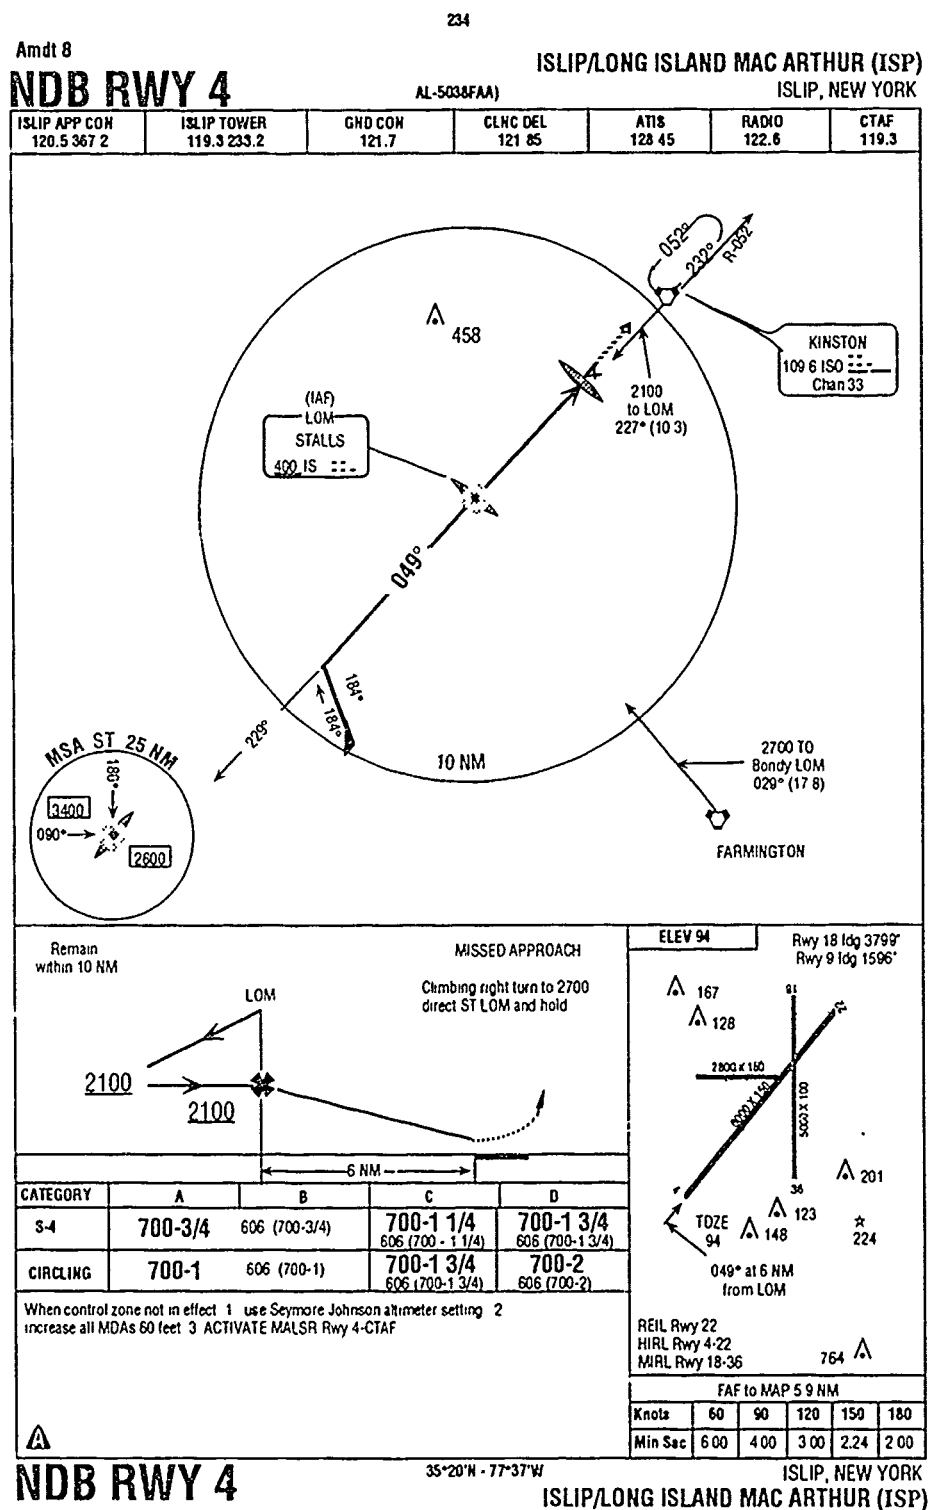 234
Amdt 8
NDB RWY 4
AL-5038FAA)
ISLIP/LONG ISLAND MAC ARTHUR (ISP)
ISLIP, NEW YORK
ISLIP APP CON
120.5 367 2
ISLIP TOWER
119.3 233.2
GND CON
121.7
CLNC DEL
121 85
ATIS
128 45
RADIO
122.6
CTAF
119.3
052°
232°
R-052
458
KINSTON
109 6 ISO
Chan 33
2100
to LOM
227° (10 3)
(IAF)
LOM
STALLS
400 IS
049°
184°
184°
229°
10 NM
MSA ST 25 NM
180°
3400
090°
2600
2700 TO
Bondy LOM
029° (17 8)
FARMINGTON
Remain
within 10 NM
MISSED APPROACH
Climbing right turn to 2700
direct ST LOM and hold
LOM
2100
2100
6 NM
ELEV 94
Rwy 18 ldg 3799'
Rwy 9 ldg 1596'
167
128
18
22
2800 X 150
6000 X 150
5000 X 100
36
4
201
123
148
224
TDZE
94
049° at 6 NM
from LOM
764
REIL Rwy 22
HIRL Rwy 4-22
MIRL Rwy 18-36
CATEGORY A B C D
S-4 700-3/4 606 (700-3/4) 700-1 1/4 700-1 3/4
606 (700 - 1 1/4) 606 (700-1 3/4)
CIRCLING 700-1 606 (700-1) 700-1 3/4 700-2
606 (700-1 3/4) 606 (700-2)
When control zone not in effect 1 use Seymore Johnson altimeter setting 2
increase all MDAs 60 feet 3 ACTIVATE MALSR Rwy 4-CTAF
FAF to MAP 5 9 NM
Knots 60 90 120 150 180
Min Sec 6 00 4 00 3 00 2.24 2 00
A
NDB RWY 4
35°20'N - 77°37'W
ISLIP, NEW YORK
ISLIP/LONG ISLAND MAC ARTHUR (ISP)